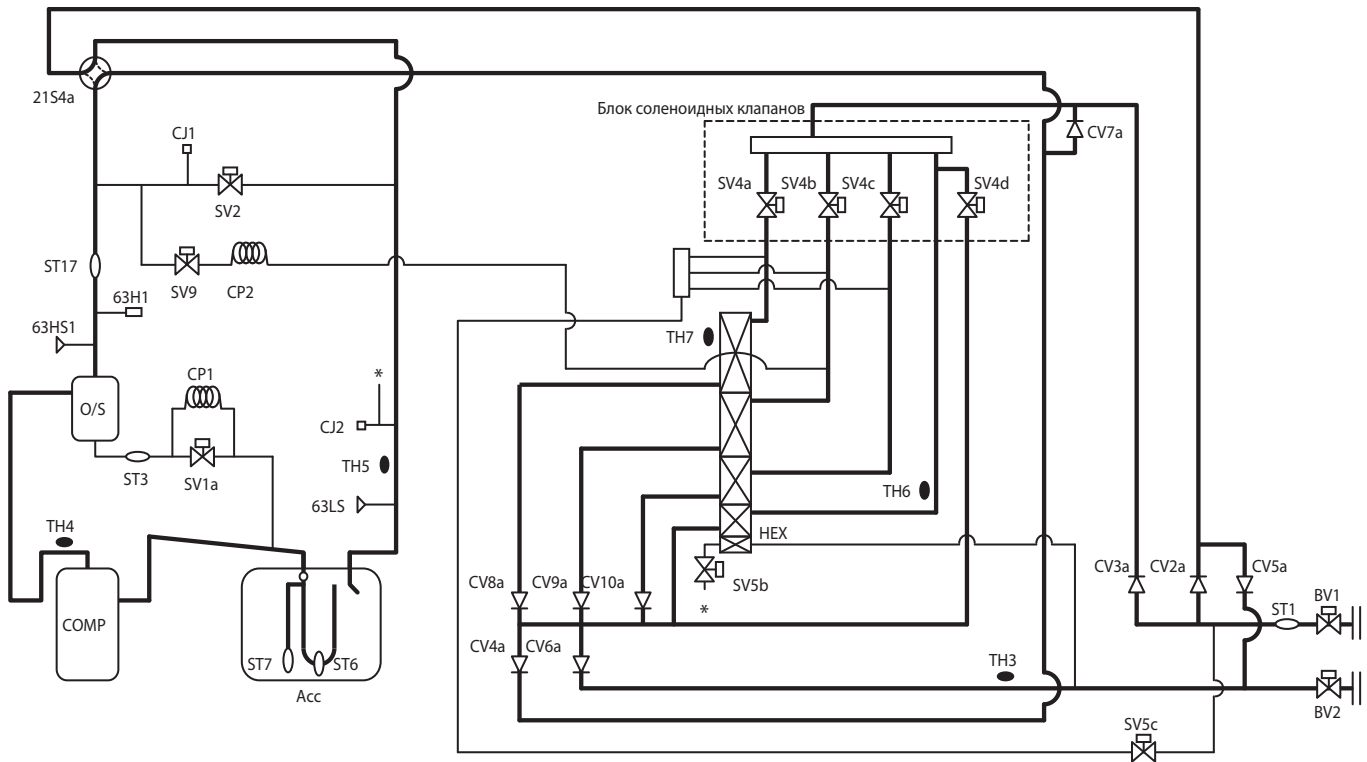 21S4a
Блок соленоидных клапанов
CJ1
CV7a
SV4a
SV4b
SV4c
SV4d
SV2
ST17
SV9
CP2
63H1
63HS1
TH7
CP1
*
O/S
CJ2
TH5
ST3
SV1a
63LS
TH6
TH4
HEX
SV5b
CV3a
CV2a
CV5a
BV1
CV8a
CV9a
CV10a
*
ST1
COMP
ST7
ST6
CV4a
CV6a
TH3
Acc
BV2
SV5c